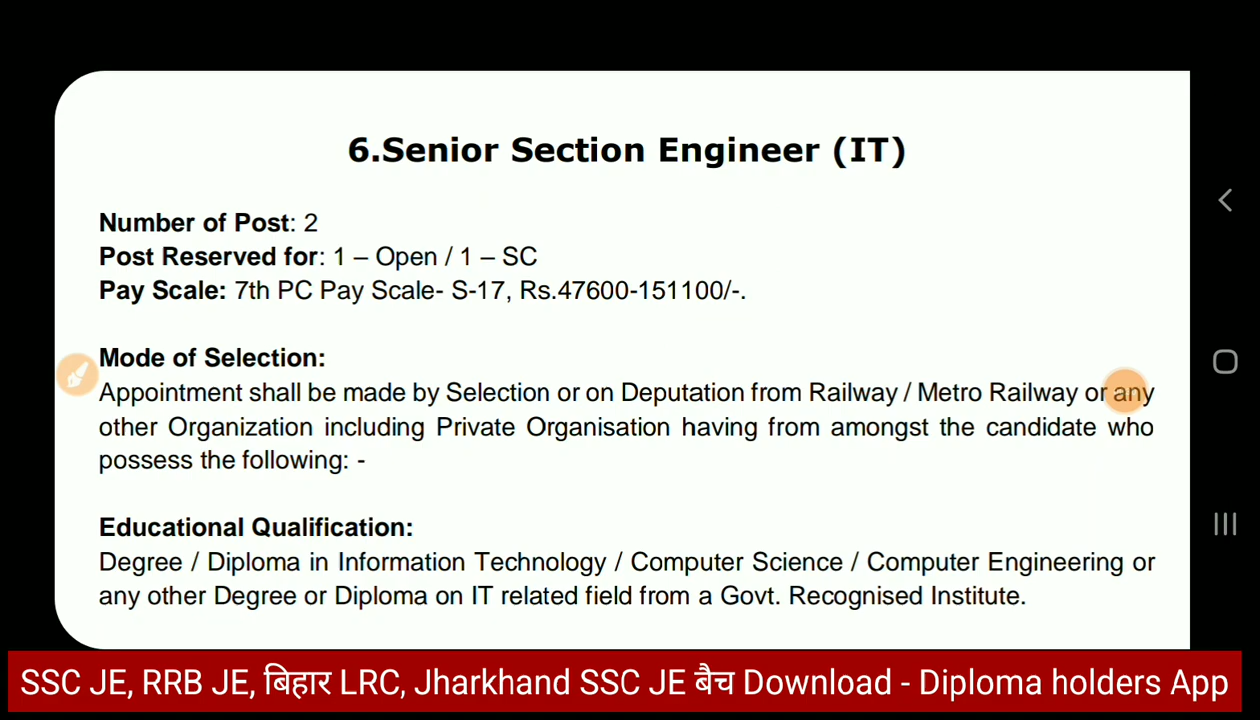 6.Senior Section Engineer (IT)
Number of Post: 2
Post Reserved for: 1 – Open / 1 – SC
Pay Scale: 7th PC Pay Scale- S-17, Rs.47600-151100/-.
Mode of Selection:
Appointment shall be made by Selection or on Deputation from Railway / Metro Railway or any
other Organization including Private Organisation having from amongst the candidate who
possess the following: -
Educational Qualification:
Degree / Diploma in Information Technology / Computer Science / Computer Engineering or
any other Degree or Diploma on IT related field from a Govt. Recognised Institute.
SSC JE, RRB JE, बिहार LRC, Jharkhand SSC JE बैच Download - Diploma holders App